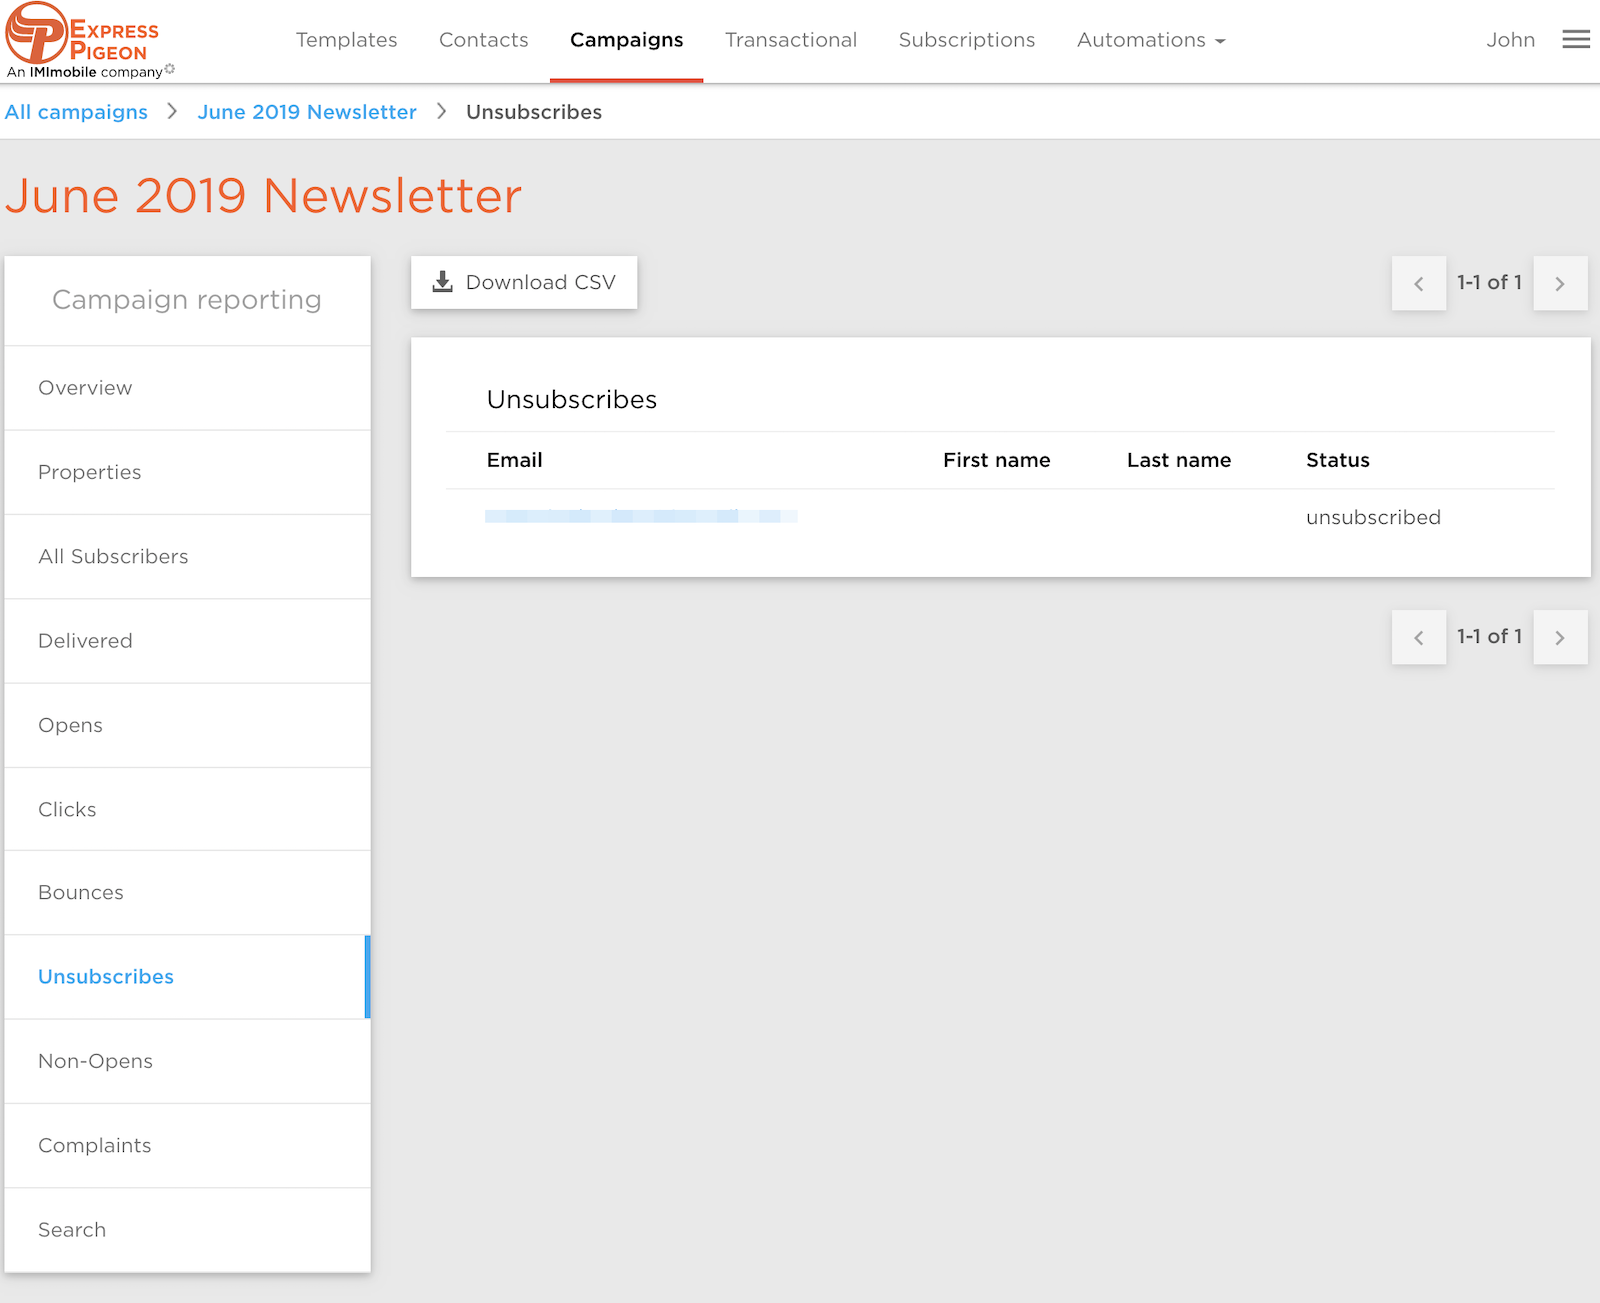 EXPRESS
PIGEON
An IMImobile company
Templates Contacts Campaigns Transactional Subscriptions Automations John
All campaigns > June 2019 Newsletter > Unsubscribes
June 2019 Newsletter
Campaign reporting
Overview
Properties
All Subscribers
Delivered
Opens
Clicks
Bounces
Unsubscribes
Non-Opens
Complaints
Search
Download CSV
< 1-1 of 1 >
Unsubscribes
Email First name Last name Status
unsubscribed
< 1-1 of 1 >